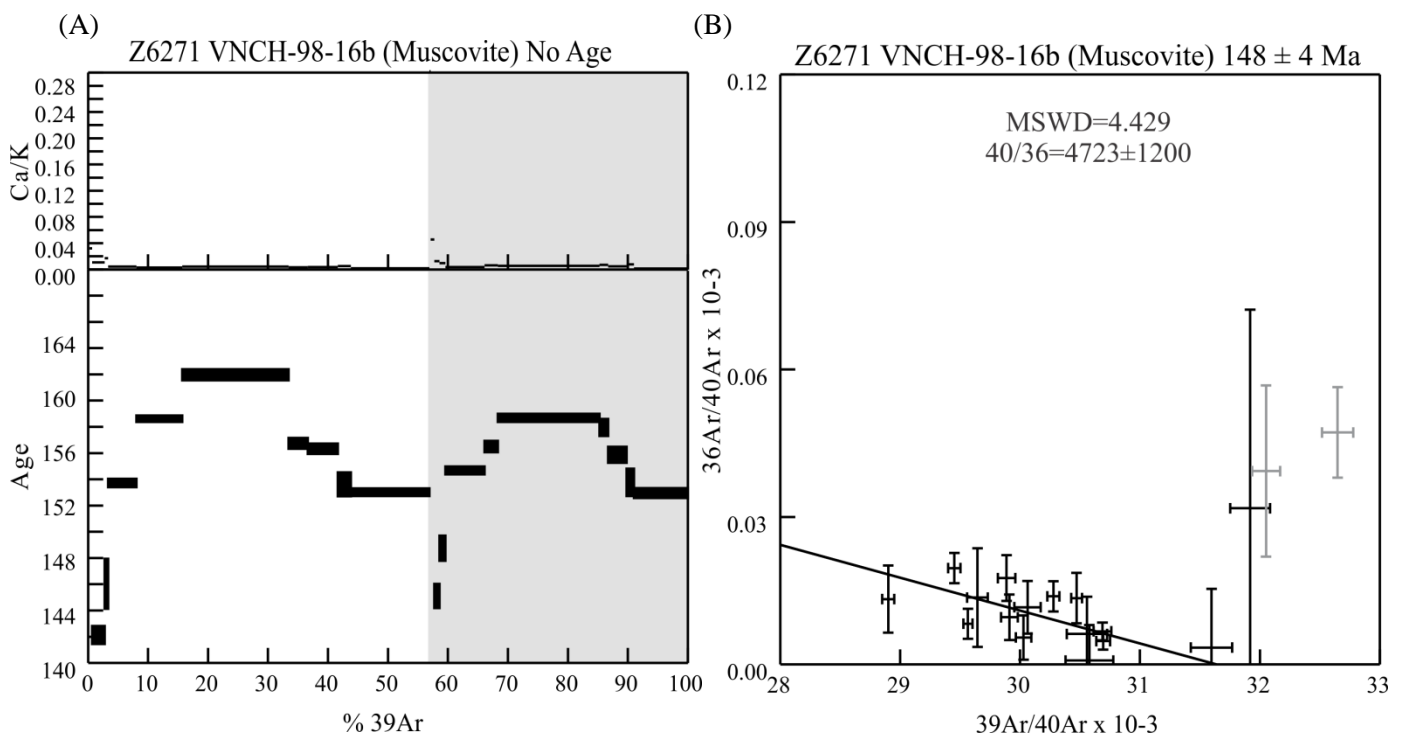 (A)
Z6271 VNCH-98-16b (Muscovite) No Age
Ca/K
0.28
0.24
0.20
0.16
0.12
0.08
0.04
0.00
Age
164
160
156
152
148
144
140
0 10 20 30 40 50 60 70 80 90 100
% 39Ar
(B)
Z6271 VNCH-98-16b (Muscovite) 148 ± 4 Ma
MSWD=4.429
40/36=4723±1200
36Ar/40Ar x 10-3
0.12
0.09
0.06
0.03
0.00
28 29 30 31 32 33
39Ar/40Ar x 10-3